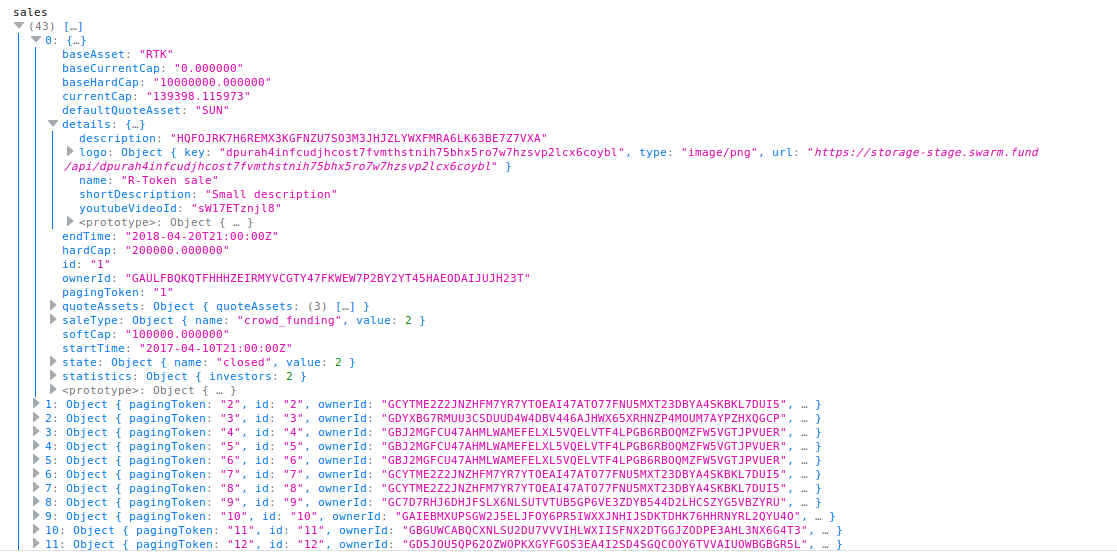 sales
(43) […]
0: {…}
baseAsset: "RTK"
baseCurrentCap: "0.000000"
baseHardCap: "10000000.000000"
currentCap: "139398.115973"
defaultQuoteAsset: "SUN"
details: {…}
description: "HQFOJRK7H6REMX3KGFNZU7SO3M3JHJZLYWXFMRA6LK63BE7Z7VXA"
logo: Object { key: "dpurah4infcudjhcost7fvmthstnih75bhx5ro7w7hzsvp2lcx6coybl", type: "image/png", url: "https://storage-stage.swarm.fund
/api/dpurah4infcudjhcost7fvmthstnih75bhx5ro7w7hzsvp2lcx6coybl" }
name: "R-Token sale"
shortDescription: "Small description"
youtubeVideoId: "sW17ETznjl8"
<prototype>: Object { … }
endTime: "2018-04-20T21:00:00Z"
hardCap: "200000.000000"
id: "1"
ownerId: "GAULFBQKQTFHHHZEIRMYVCGTY47FKWEW7P2BY2YT45HAEODAIJUJH23T"
pagingToken: "1"
quoteAssets: Object { quoteAssets: (3) […] }
saleType: Object { name: "crowd_funding", value: 2 }
softCap: "100000.000000"
startTime: "2017-04-10T21:00:00Z"
state: Object { name: "closed", value: 2 }
statistics: Object { investors: 2 }
<prototype>: Object { … }
1: Object { pagingToken: "2", id: "2", ownerId: "GCYTME2Z2JNZHFM7YR7YTOEAI47ATO77FNU5MXT23DBYA4SKBKL7DUI5", … }
2: Object { pagingToken: "3", id: "3", ownerId: "GDYXBG7RMUU3CSDUUD4W4DBV446AJHWX65XRHNZP4MOUM7AYPZHXQGCP", … }
3: Object { pagingToken: "4", id: "4", ownerId: "GBJ2MGFCU47AHMLWAMEFELXL5VQELVTF4LPGB6RBOQMZFW5VGTJPVUER", … }
4: Object { pagingToken: "5", id: "5", ownerId: "GBJ2MGFCU47AHMLWAMEFELXL5VQELVTF4LPGB6RBOQMZFW5VGTJPVUER", … }
5: Object { pagingToken: "6", id: "6", ownerId: "GBJ2MGFCU47AHMLWAMEFELXL5VQELVTF4LPGB6RBOQMZFW5VGTJPVUER", … }
6: Object { pagingToken: "7", id: "7", ownerId: "GCYTME2Z2JNZHFM7YR7YTOEAI47ATO77FNU5MXT23DBYA4SKBKL7DUI5", … }
7: Object { pagingToken: "8", id: "8", ownerId: "GCYTME2Z2JNZHFM7YR7YTOEAI47ATO77FNU5MXT23DBYA4SKBKL7DUI5", … }
8: Object { pagingToken: "9", id: "9", ownerId: "GC7D7RHJ6DHJFSLX6NLSUTVTUB5GP6VE3ZDYB544D2LHCSZYG5VBZYRU", … }
9: Object { pagingToken: "10", id: "10", ownerId: "GAIEBMXUPSGW2J5ELJFOY6PR5IWXXJNHIJSDKTDHK76HHRNYRL2QYU4O", … }
10: Object { pagingToken: "11", id: "11", ownerId: "GBGUWCABQCXNLSU2DU7VVVIHLWXIISFNX2DTGGJZODPE3AHL3NX6G4T3", … }
11: Object { pagingToken: "12", id: "12", ownerId: "GD5JOU5QP62OZWOPKXGYFGOS3EA4I2SD4SGQCOOY6TVVAIUOWBGBGR5L", … }